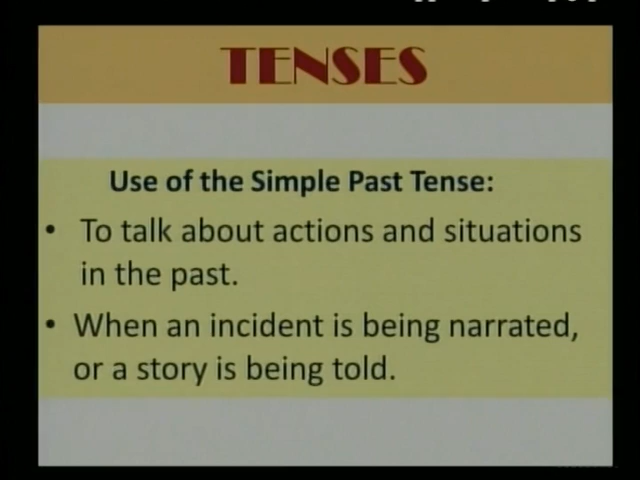 TENSES
Use of the Simple Past Tense:
• To talk about actions and situations
in the past.
• When an incident is being narrated,
or a story is being told.